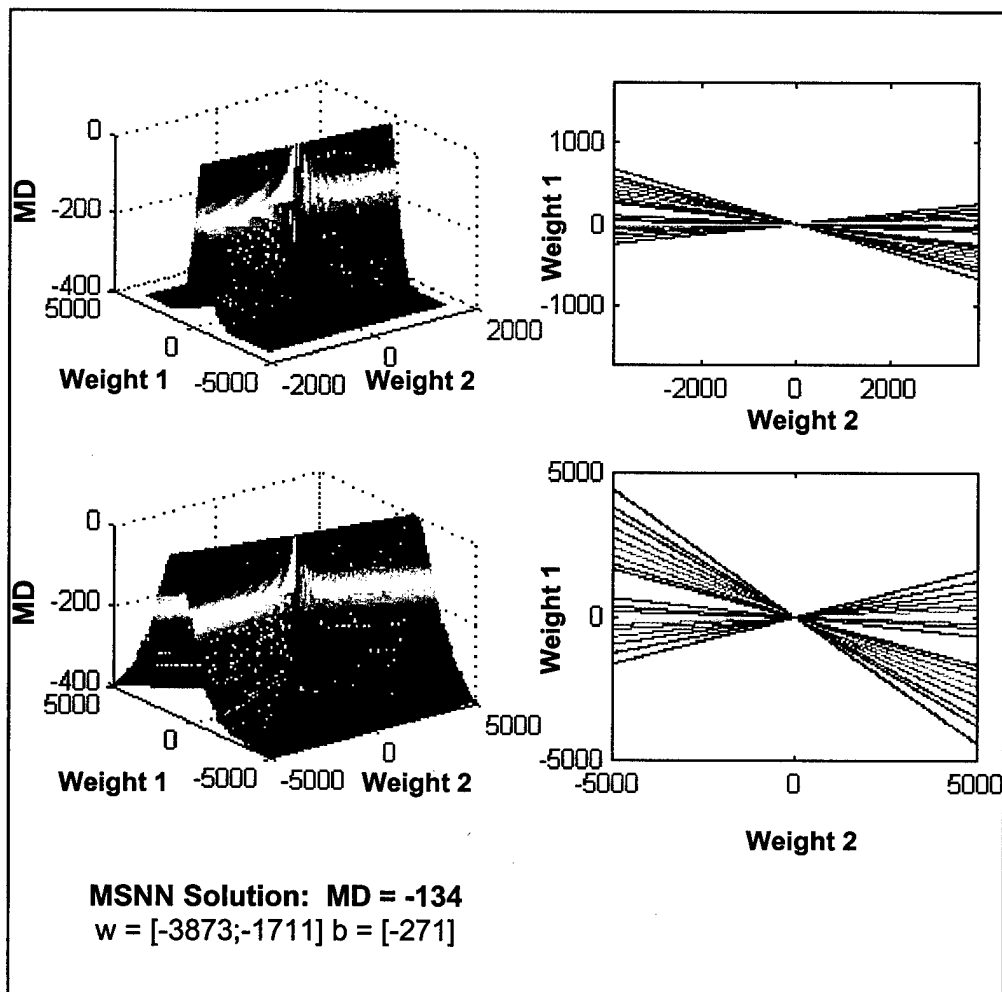 0
-200
-400
MD
5000
0
-5000
Weight 1
-2000
0
2000
Weight 2
1000
0
-1000
Weight 1
-2000 0 2000
Weight 2
0
-200
-400
MD
5000
0
-5000
Weight 1
-5000
0
5000
Weight 2
5000
0
-5000
Weight 1
-5000 0 5000
Weight 2
MSNN Solution: MD = -134
w = [-3873;-1711] b = [-271]